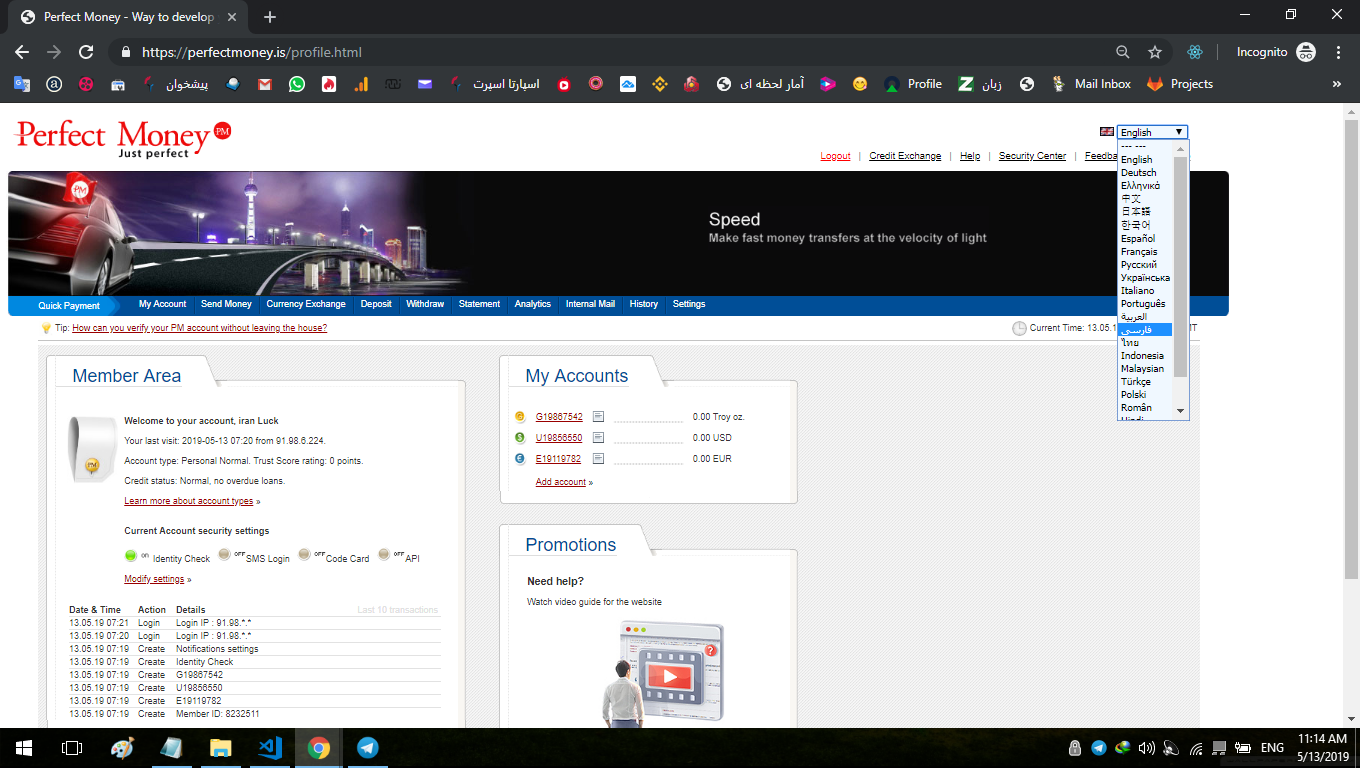 Perfect Money - Way to develop
https://perfectmoney.is/profile.html
Incognito
پیشخوان
اسپارتا اسپرت
آمار لحظه ای
Profile
زبان
Mail Inbox
Projects
»
Perfect Money PM
Just perfect
English
Logout | Credit Exchange | Help | Security Center | Feedba
--- ---
English
Deutsch
Ελληνικά
中文
日本語
한국어
Español
Français
Русский
Українська
Italiano
Português
العربية
فارسی
ไทย
Indonesia
Malaysian
Türkçe
Polski
Român
PM
Speed
Make fast money transfers at the velocity of light
Quick Payment
My Account
Send Money
Currency Exchange
Deposit
Withdraw
Statement
Analytics
Internal Mail
History
Settings
Tip: How can you verify your PM account without leaving the house?
Current Time: 13.05.1
Member Area
Welcome to your account, iran Luck
Your last visit: 2019-05-13 07:20 from 91.98.6.224.
Account type: Personal Normal. Trust Score rating: 0 points.
Credit status: Normal, no overdue loans.
Learn more about account types »
PM
Current Account security settings
on Identity Check OFF SMS Login OFF Code Card OFF API
Modify settings »
Date & Time Action Details Last 10 transactions
13.05.19 07:21 Login Login IP : 91.98.*.*
13.05.19 07:20 Login Login IP : 91.98.*.*
13.05.19 07:19 Create Notifications settings
13.05.19 07:19 Create Identity Check
13.05.19 07:19 Create G19867542
13.05.19 07:19 Create U19856550
13.05.19 07:19 Create E19119782
13.05.19 07:19 Create Member ID: 8232511
My Accounts
G19867542 0.00 Troy oz.
U19856550 0.00 USD
E19119782 0.00 EUR
Add account »
Promotions
Need help?
Watch video guide for the website
ENG
11:14 AM
5/13/2019